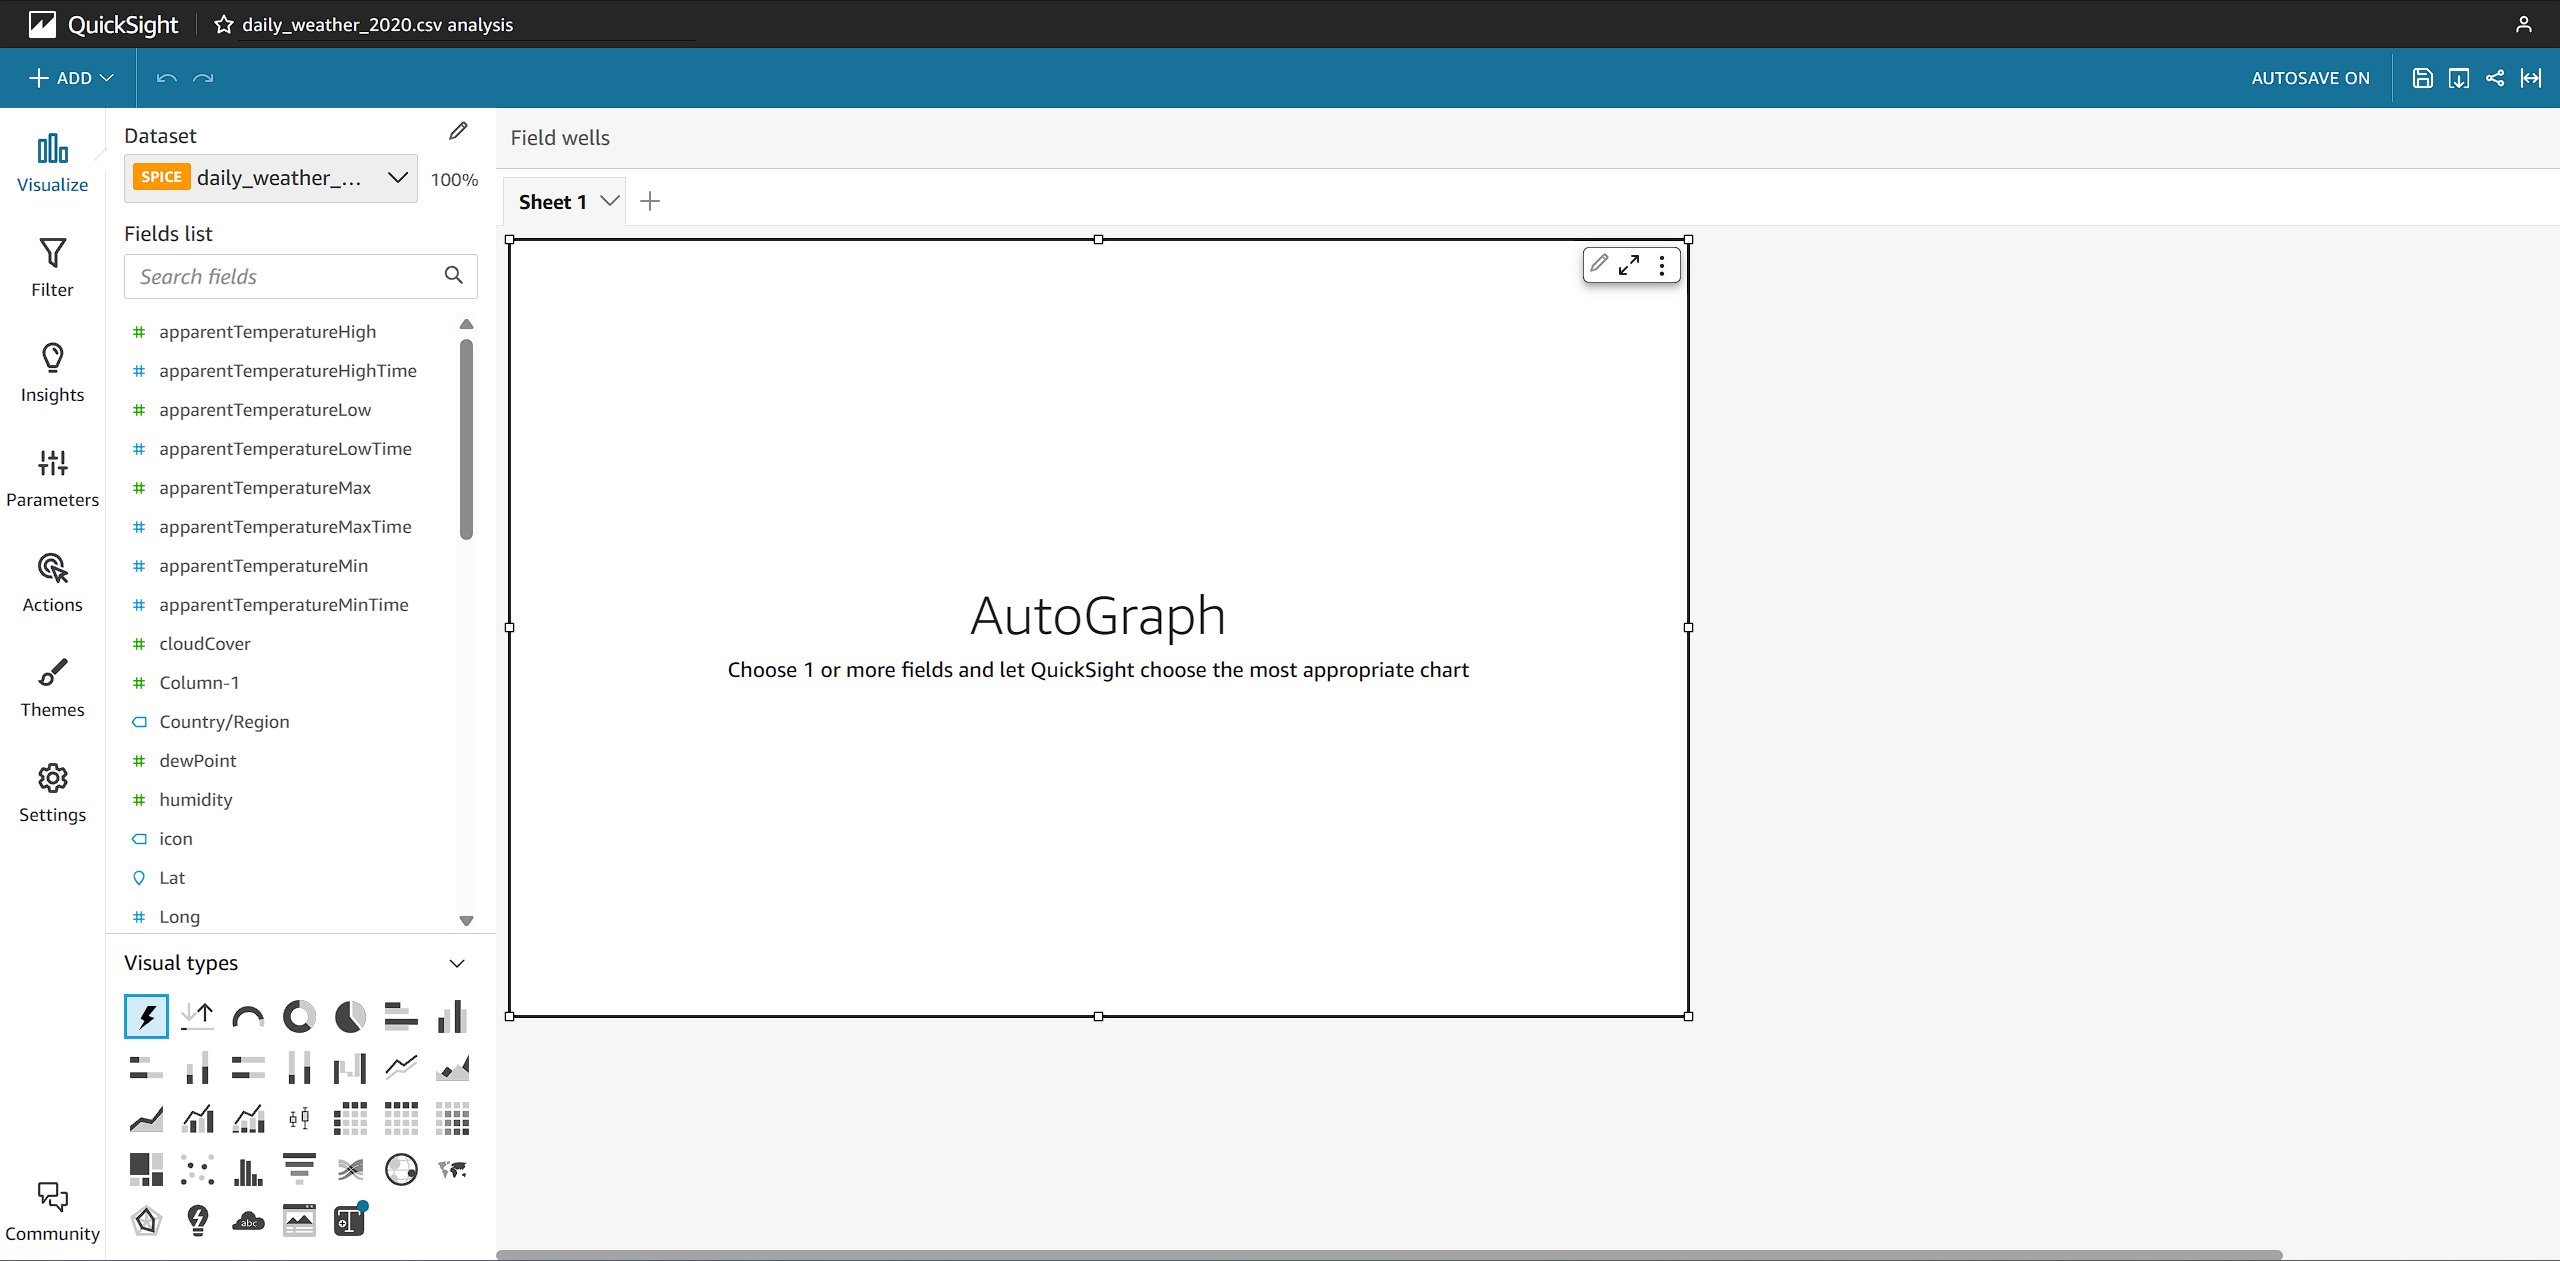 QuickSight
daily_weather_2020.csv analysis
ADD
AUTOSAVE ON
Visualize
Filter
Insights
Parameters
Actions
Themes
Settings
Community
Dataset
SPICE daily_weather_... 100%
Fields list
Search fields
apparentTemperatureHigh
apparentTemperatureHighTime
apparentTemperatureLow
apparentTemperatureLowTime
apparentTemperatureMax
apparentTemperatureMaxTime
apparentTemperatureMin
apparentTemperatureMinTime
cloudCover
Column-1
Country/Region
dewPoint
humidity
icon
Lat
Long
Visual types
abc
Field wells
Sheet 1
AutoGraph
Choose 1 or more fields and let QuickSight choose the most appropriate chart